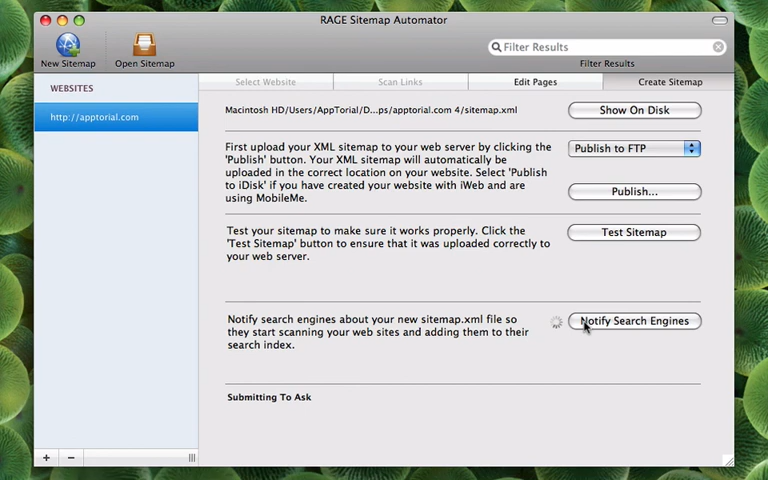 RAGE Sitemap Automator
New Sitemap
Open Sitemap
Filter Results
Filter Results
WEBSITES
http://apptorial.com
Select Website
Scan Links
Edit Pages
Create Sitemap
Macintosh HD/Users/AppTorial/D...ps/apptorial.com 4/sitemap.xml
Show On Disk
First upload your XML sitemap to your web server by clicking the
'Publish' button. Your XML sitemap will automatically be
uploaded in the correct location on your website. Select 'Publish
to iDisk' if you have created your website with iWeb and are
using MobileMe.
Publish to FTP
Publish...
Test your sitemap to make sure it works properly. Click the
'Test Sitemap' button to ensure that it was uploaded correctly to
your web server.
Test Sitemap
Notify search engines about your new sitemap.xml file so
they start scanning your web sites and adding them to their
search index.
Notify Search Engines
Submitting To Ask